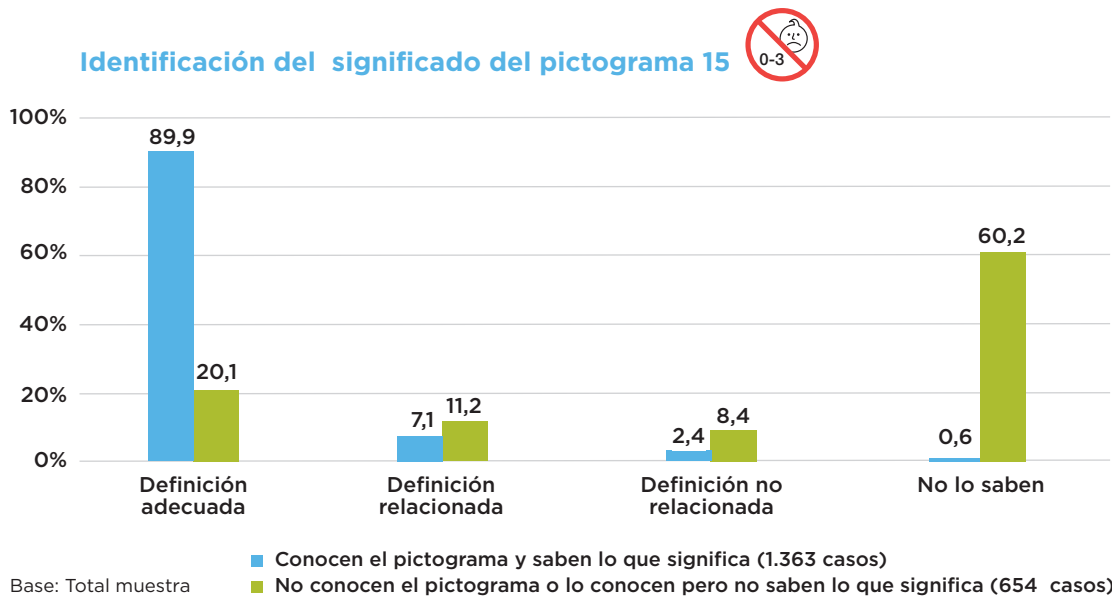 Identificación del significado del pictograma 15
0-3
100%
89,9
80%
60%
60,2
40%
20%
20,1
7,1
11,2
2,4
8,4
0,6
0%
Definición
adecuada
Definición
relacionada
Definición no
relacionada
No lo saben
Conocen el pictograma y saben lo que significa (1.363 casos)
Base: Total muestra
No conocen el pictograma o lo conocen pero no saben lo que significa (654 casos)